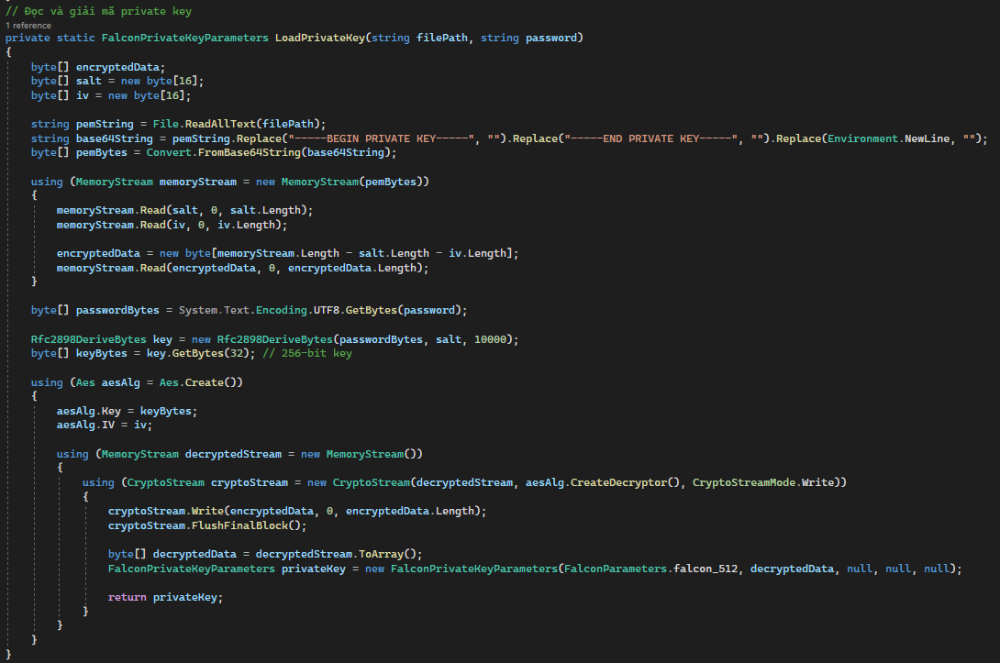 // Đọc và giải mã private key
1 reference
private static FalconPrivateKeyParameters LoadPrivateKey(string filePath, string password)
{
    byte[] encryptedData;
    byte[] salt = new byte[16];
    byte[] iv = new byte[16];

    string pemString = File.ReadAllText(filePath);
    string base64String = pemString.Replace("-----BEGIN PRIVATE KEY-----", "").Replace("-----END PRIVATE KEY-----", "").Replace(Environment.NewLine, "");
    byte[] pemBytes = Convert.FromBase64String(base64String);

    using (MemoryStream memoryStream = new MemoryStream(pemBytes))
    {
        memoryStream.Read(salt, 0, salt.Length);
        memoryStream.Read(iv, 0, iv.Length);

        encryptedData = new byte[memoryStream.Length - salt.Length - iv.Length];
        memoryStream.Read(encryptedData, 0, encryptedData.Length);
    }

    byte[] passwordBytes = System.Text.Encoding.UTF8.GetBytes(password);

    Rfc2898DeriveBytes key = new Rfc2898DeriveBytes(passwordBytes, salt, 10000);
    byte[] keyBytes = key.GetBytes(32); // 256-bit key

    using (Aes aesAlg = Aes.Create())
    {
        aesAlg.Key = keyBytes;
        aesAlg.IV = iv;

        using (MemoryStream decryptedStream = new MemoryStream())
        {
            using (CryptoStream cryptoStream = new CryptoStream(decryptedStream, aesAlg.CreateDecryptor(), CryptoStreamMode.Write))
            {
                cryptoStream.Write(encryptedData, 0, encryptedData.Length);
                cryptoStream.FlushFinalBlock();

                byte[] decryptedData = decryptedStream.ToArray();
                FalconPrivateKeyParameters privateKey = new FalconPrivateKeyParameters(FalconParameters.falcon_512, decryptedData, null, null, null);

                return privateKey;
            }
        }
    }
}